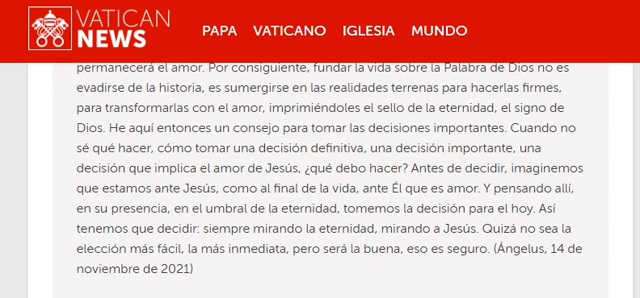 VATICAN
NEWS
PAPA VATICANO IGLESIA MUNDO
permanecerá el amor. Por consiguiente, fundar la vida sobre la Palabra de Dios no es
evadirse de la historia, es sumergirse en las realidades terrenas para hacerlas firmes,
para transformarlas con el amor, imprimiéndoles el sello de la eternidad, el signo de
Dios. He aquí entonces un consejo para tomar las decisiones importantes. Cuando no
sé qué hacer, cómo tomar una decisión definitiva, una decisión importante, una
decisión que implica el amor de Jesús, ¿qué debo hacer? Antes de decidir, imaginemos
que estamos ante Jesús, como al final de la vida, ante Él que es amor. Y pensando allí,
en su presencia, en el umbral de la eternidad, tomemos la decisión para el hoy. Así
tenemos que decidir: siempre mirando la eternidad, mirando a Jesús. Quizá no sea la
elección más fácil, la más inmediata, pero será la buena, eso es seguro. (Ángelus, 14 de
noviembre de 2021)